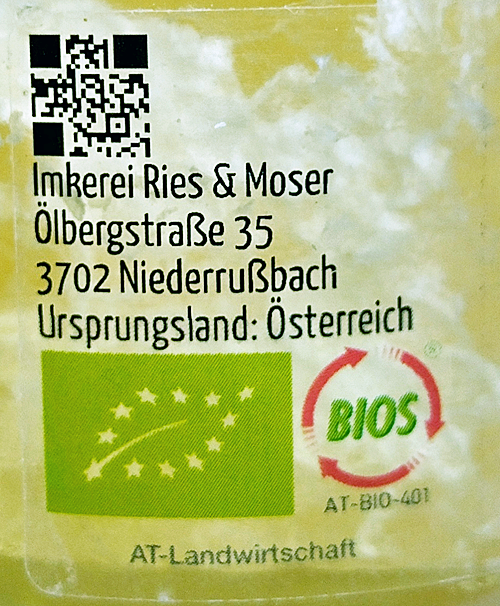 Imkerei Ries & Moser
Ölbergstraße 35
3702 Niederrußbach
Ursprungsland: Österreich
BIOS
®
AT-BIO-401
AT-Landwirtschaft